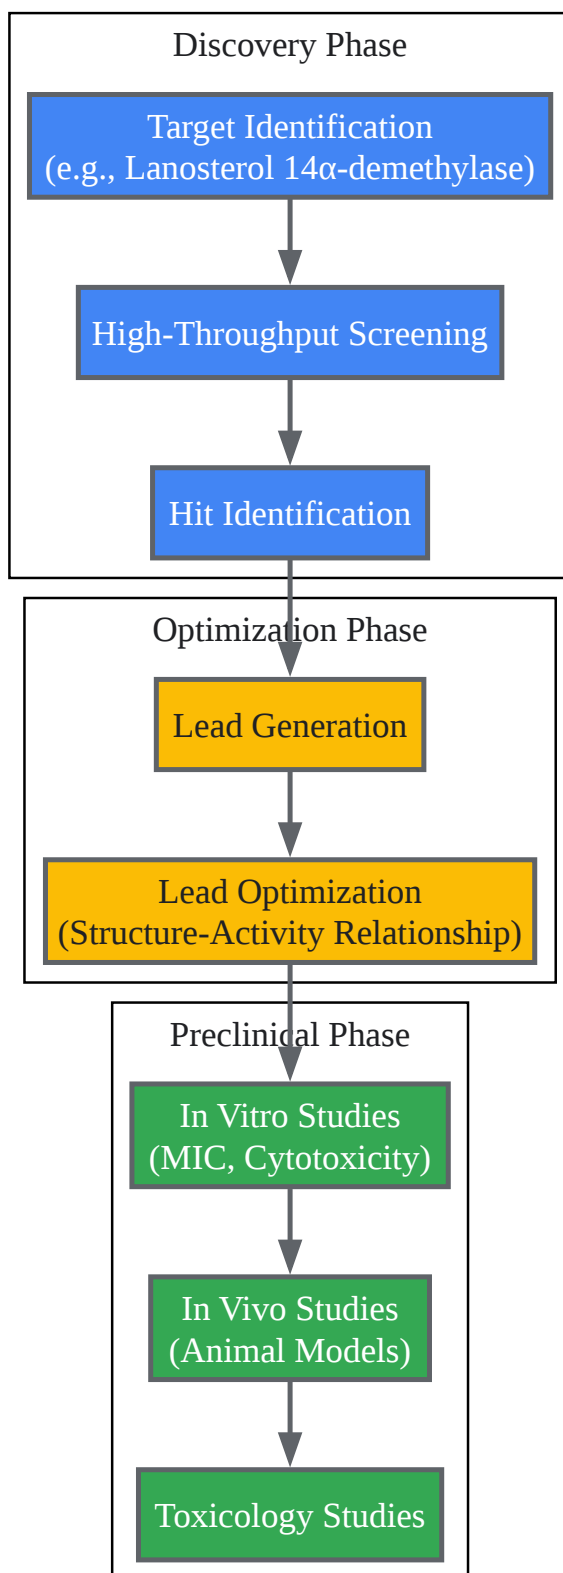 Discovery Phase
Target Identification
(e.g., Lanosterol 14α-demethylase)
High-Throughput Screening
Hit Identification
Optimization Phase
Lead Generation
Lead Optimization
(Structure-Activity Relationship)
Preclinical Phase
In Vitro Studies
(MIC, Cytotoxicity)
In Vivo Studies
(Animal Models)
Toxicology Studies